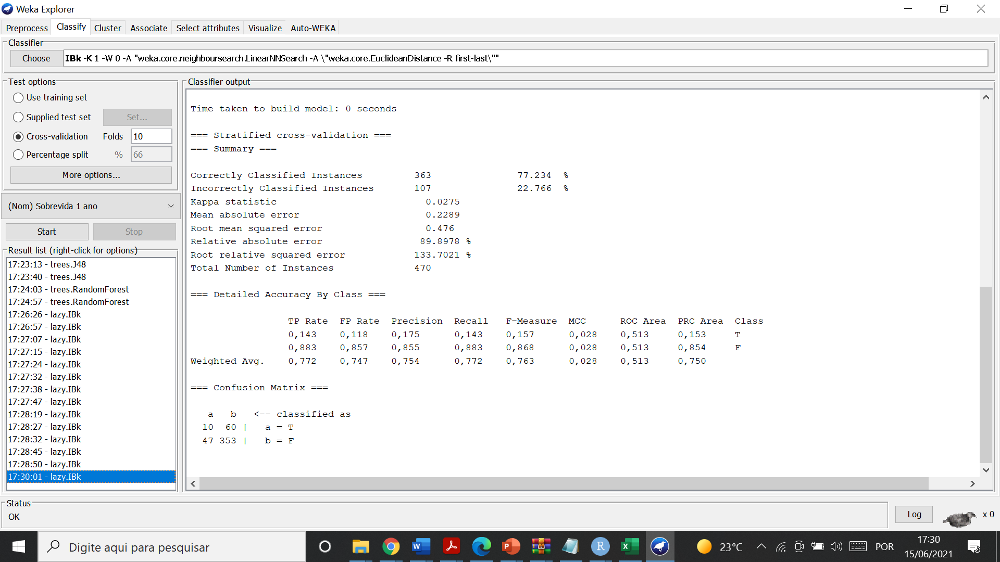 Weka Explorer
Preprocess Classify Cluster Associate Select attributes Visualize Auto-WEKA
Classifier
Choose IBk -K 1 -W 0 -A "weka.core.neighboursearch.LinearNNSearch -A \"weka.core.EuclideanDistance -R first-last\""
Test options
Use training set
Supplied test set Set...
Cross-validation Folds 10
Percentage split % 66
More options...
(Nom) Sobrevida 1 ano
Start Stop
Result list (right-click for options)
17:23:13 - trees.J48
17:23:40 - trees.J48
17:24:03 - trees.RandomForest
17:24:57 - trees.RandomForest
17:26:26 - lazy.IBk
17:26:57 - lazy.IBk
17:27:07 - lazy.IBk
17:27:15 - lazy.IBk
17:27:24 - lazy.IBk
17:27:32 - lazy.IBk
17:27:38 - lazy.IBk
17:27:47 - lazy.IBk
17:28:19 - lazy.IBk
17:28:27 - lazy.IBk
17:28:32 - lazy.IBk
17:28:45 - lazy.IBk
17:28:50 - lazy.IBk
17:30:01 - lazy.IBk
Classifier output
Time taken to build model: 0 seconds
=== Stratified cross-validation ===
=== Summary ===
Correctly Classified Instances 363 77.234 %
Incorrectly Classified Instances 107 22.766 %
Kappa statistic 0.0275
Mean absolute error 0.2289
Root mean squared error 0.476
Relative absolute error 89.8978 %
Root relative squared error 133.7021 %
Total Number of Instances 470
=== Detailed Accuracy By Class ===
TP Rate FP Rate Precision Recall F-Measure MCC ROC Area PRC Area Class
0,143 0,118 0,175 0,143 0,157 0,028 0,513 0,153 T
0,883 0,857 0,855 0,883 0,868 0,028 0,513 0,854 F
Weighted Avg. 0,772 0,747 0,754 0,772 0,763 0,028 0,513 0,750
=== Confusion Matrix ===
a b <-- classified as
10 60 | a = T
47 353 | b = F
Status
OK
Log
x 0
Digite aqui para pesquisar
23°C
POR
17:30
15/06/2021